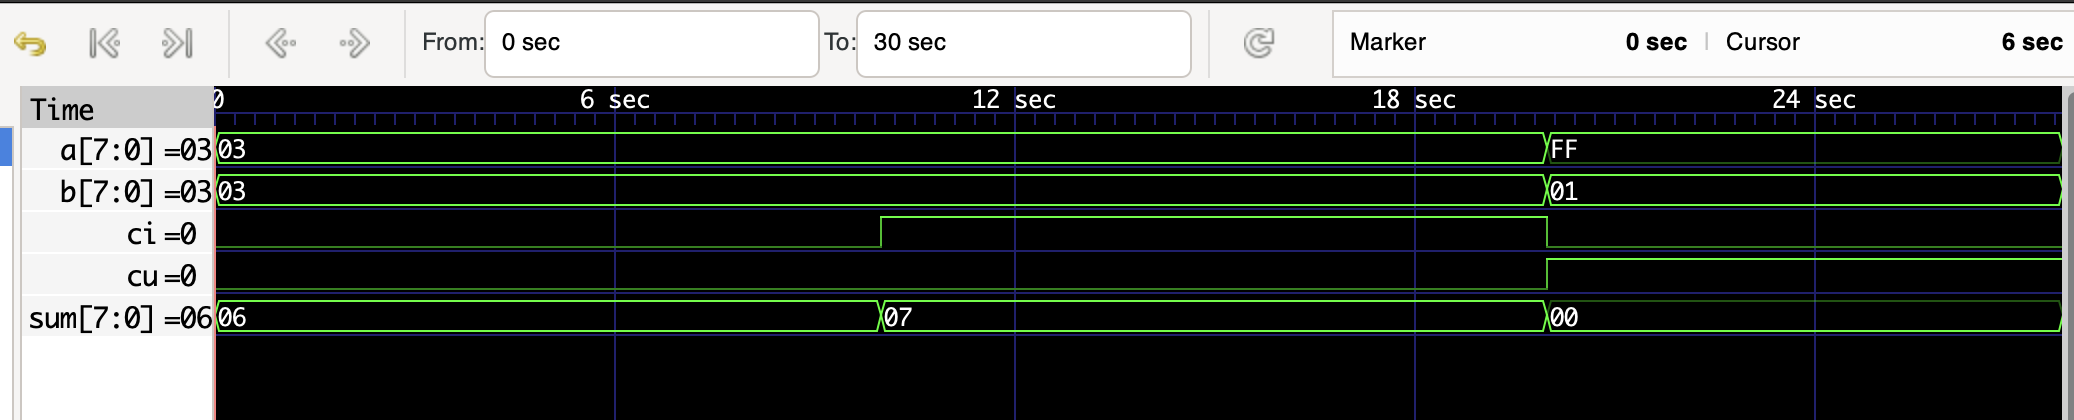 From: 0 sec To: 30 sec Marker 0 sec | Cursor 6 sec
Time 0 6 sec 12 sec 18 sec 24 sec
a[7:0] =03 03 FF
b[7:0] =03 03 01
ci =0
cu =0
sum[7:0] =06 06 07 00